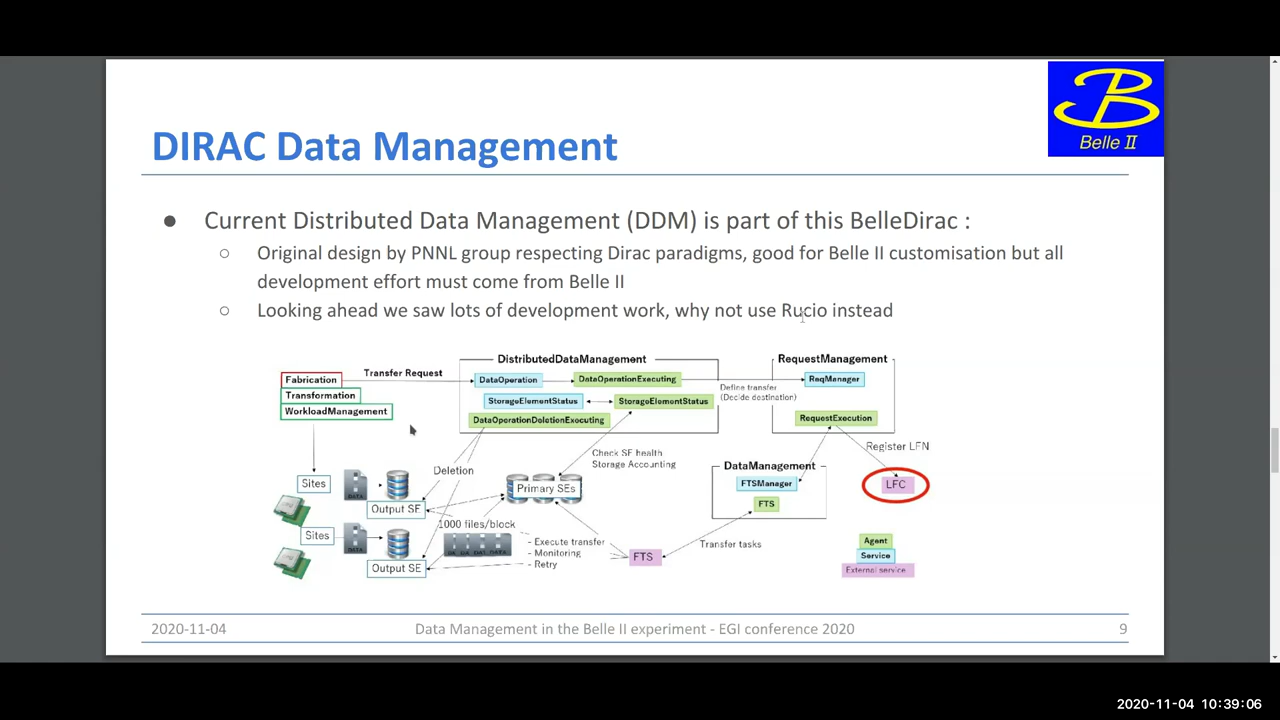 Belle II
DIRAC Data Management
● Current Distributed Data Management (DDM) is part of this BelleDirac :
○ Original design by PNNL group respecting Dirac paradigms, good for Belle II customisation but all
development effort must come from Belle II
○ Looking ahead we saw lots of development work, why not use Rucio instead
DistributedDataManagement
RequestManagement
Fabrication
Transfer Request
DataOperation
DataOperationExecuting
ReqManager
Transformation
Define transfer
(Decide destination)
WorkloadManagement
StorageElementStatus
StorageElementStatus
DataOperationDeletionExecuting
RequestExecution
Register LFN
Check SE health
Storage Accounting
Deletion
DataManagement
Sites
DATA
Output SE
Primary SEs
FTSManager
LFC
FTS
1000 files/block
Sites
DATA
Output SE
- Execute transfer
- Monitoring
- Retry
FTS
Transfer tasks
Agent
Service
External service
2020-11-04
Data Management in the Belle II experiment - EGI conference 2020
9
2020-11-04 10:39:06